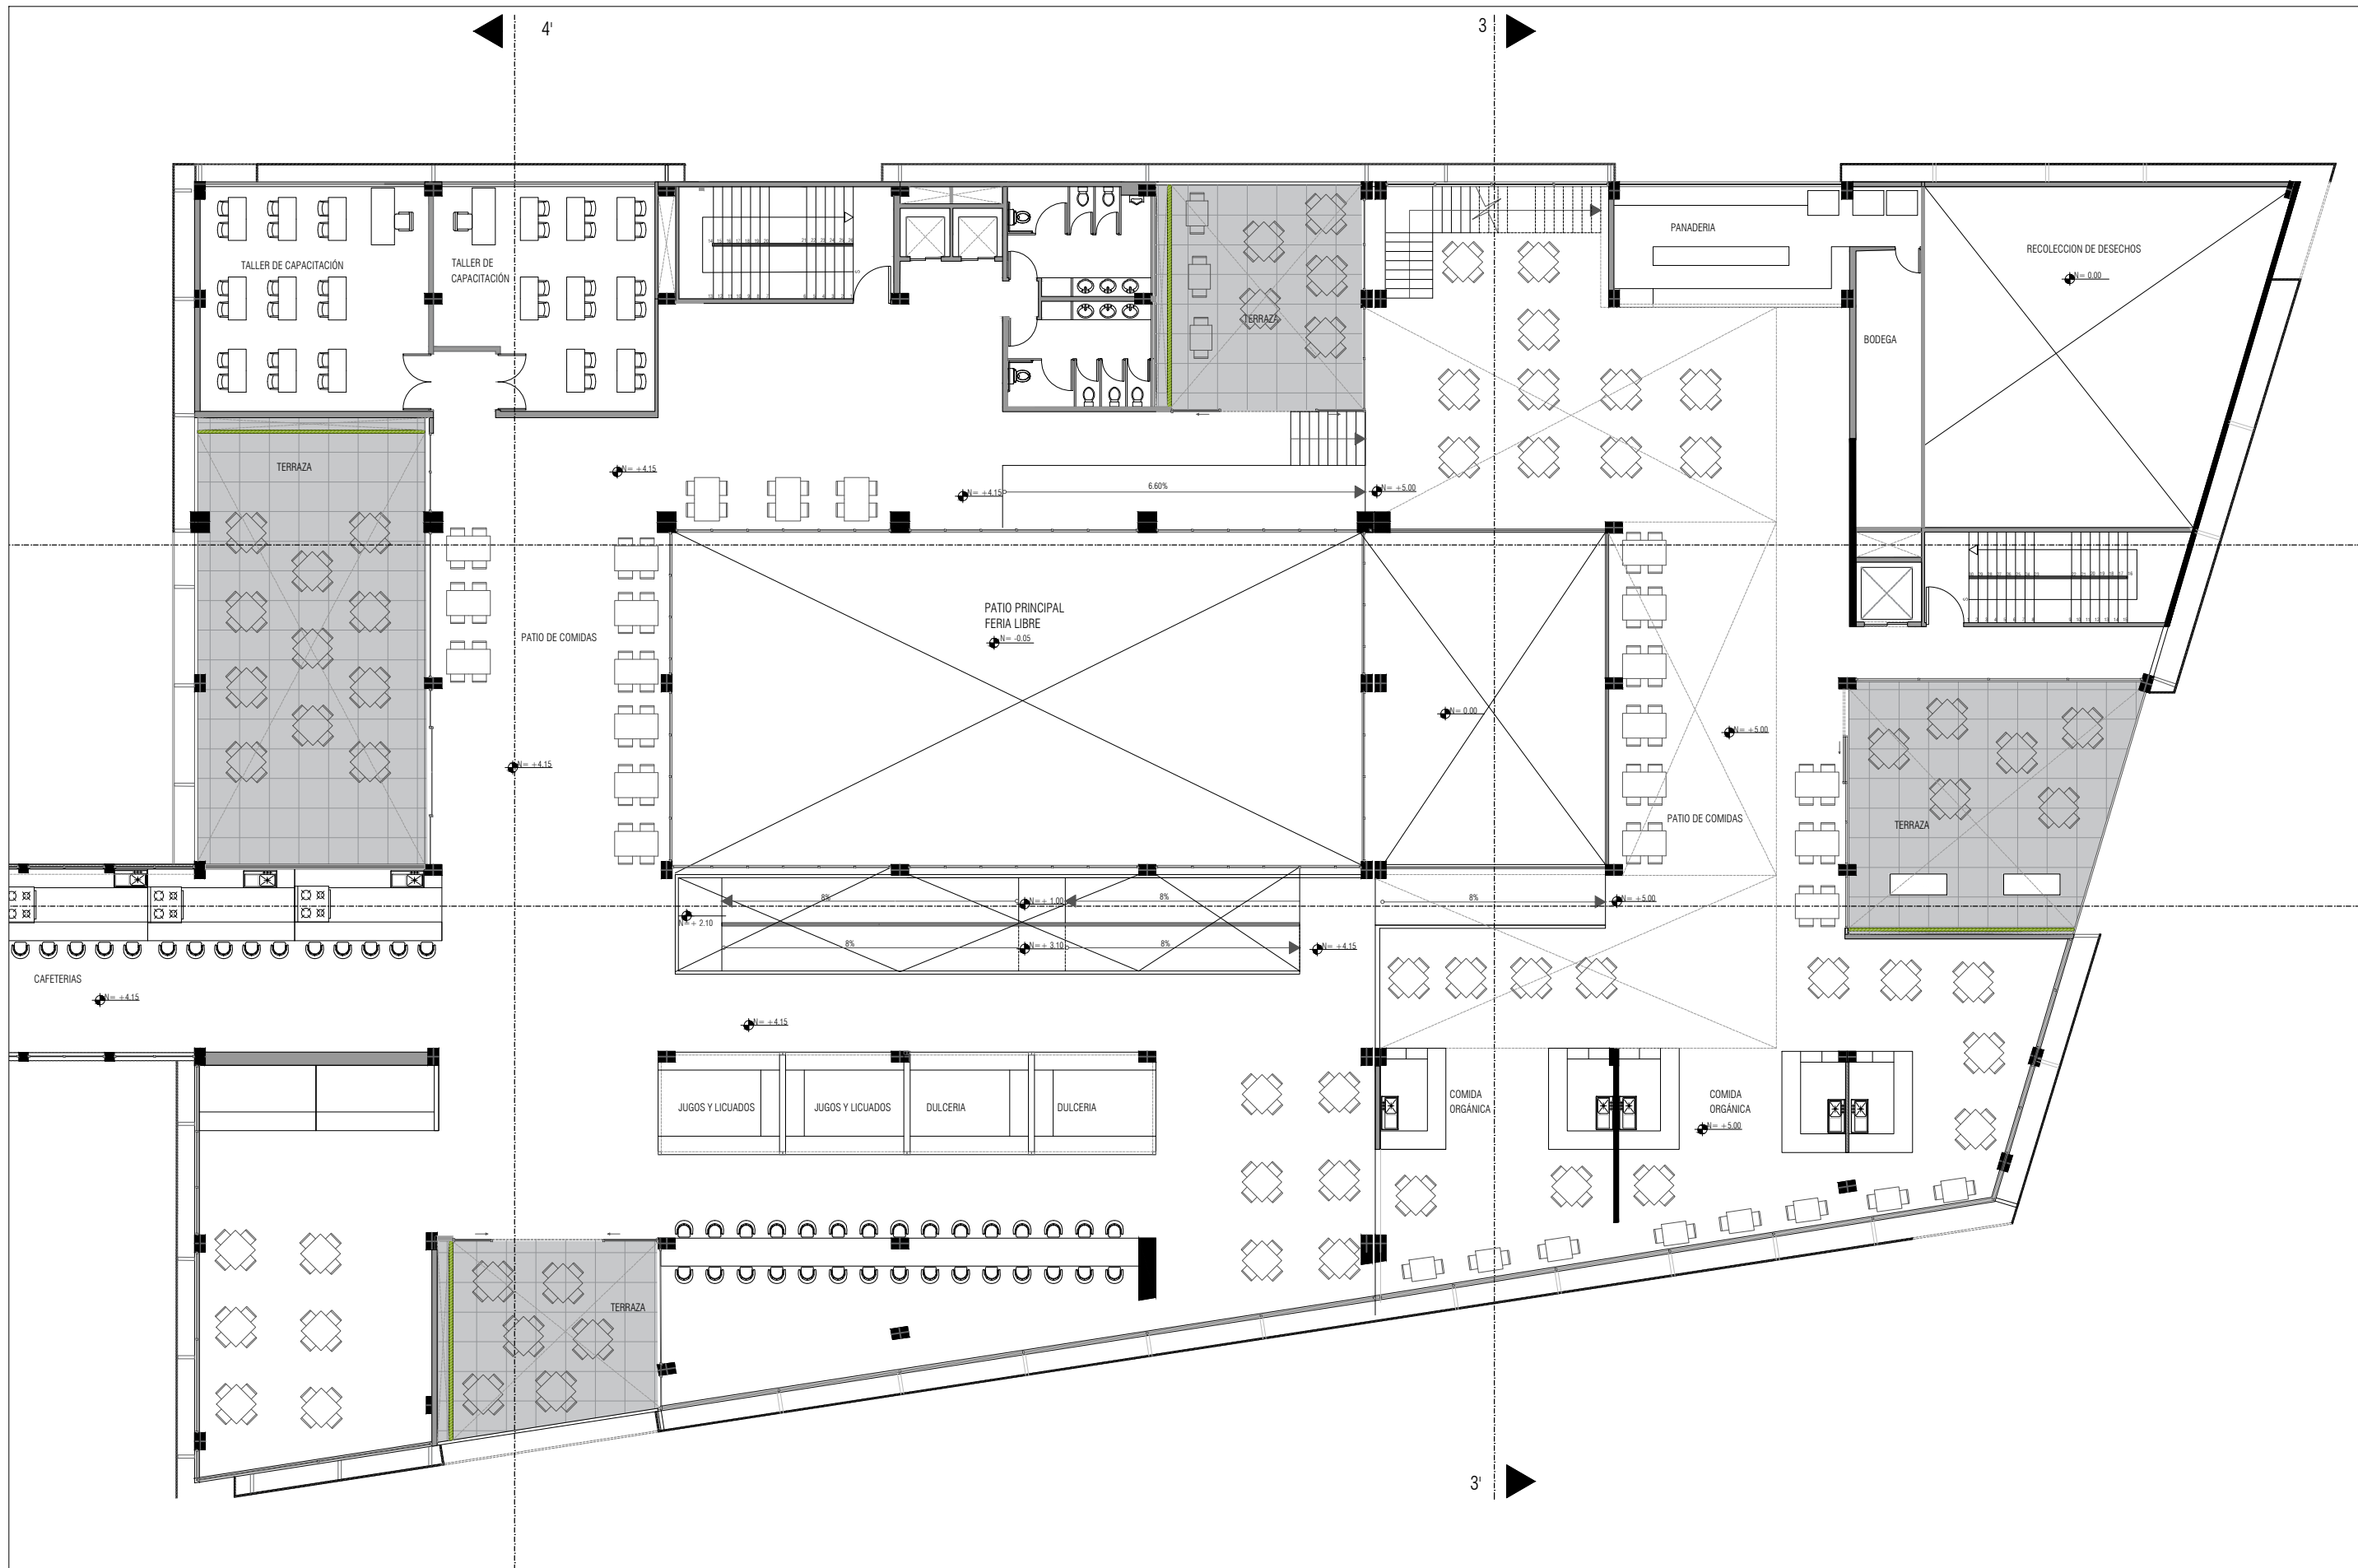 4'
3
PANADERIA
TALLER DE CAPACITACIÓN
TALLER DE
CAPACITACIÓN
RECOLECCION DE DESECHOS
N= 0.00
TERRAZA
BODEGA
TERRAZA
N= +4.15
6.60%
N= +4.15
N= +5.00
PATIO PRINCIPAL
FERIA LIBRE
N= -0.05
PATIO DE COMIDAS
N= 0.00
N= +5.00
N= +4.15
PATIO DE COMIDAS
TERRAZA
8%
N= + 1.00
8%
8%
N= +5.00
N= + 2.10
8%
N= + 3.10
8%
N= +4.15
CAFETERIAS
N= +4.15
N= +4.15
JUGOS Y LICUADOS
JUGOS Y LICUADOS
DULCERIA
DULCERIA
COMIDA
ORGÁNICA
COMIDA
ORGÁNICA
N= +5.00
TERRAZA
3'